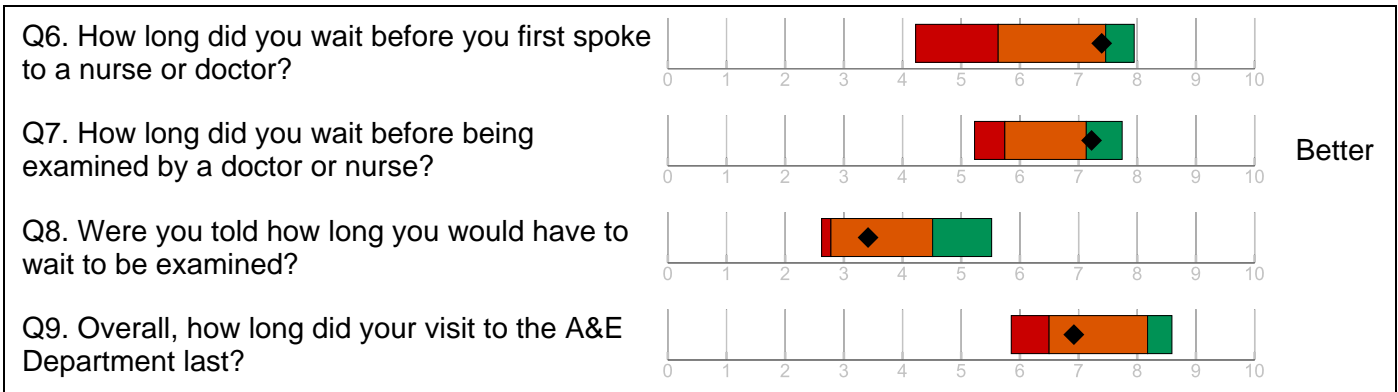 Q6. How long did you wait before you first spoke
to a nurse or doctor?
0 1 2 3 4 5 6 7 8 9 10
Q7. How long did you wait before being
examined by a doctor or nurse?
Better
0 1 2 3 4 5 6 7 8 9 10
Q8. Were you told how long you would have to
wait to be examined?
0 1 2 3 4 5 6 7 8 9 10
Q9. Overall, how long did your visit to the A&E
Department last?
0 1 2 3 4 5 6 7 8 9 10